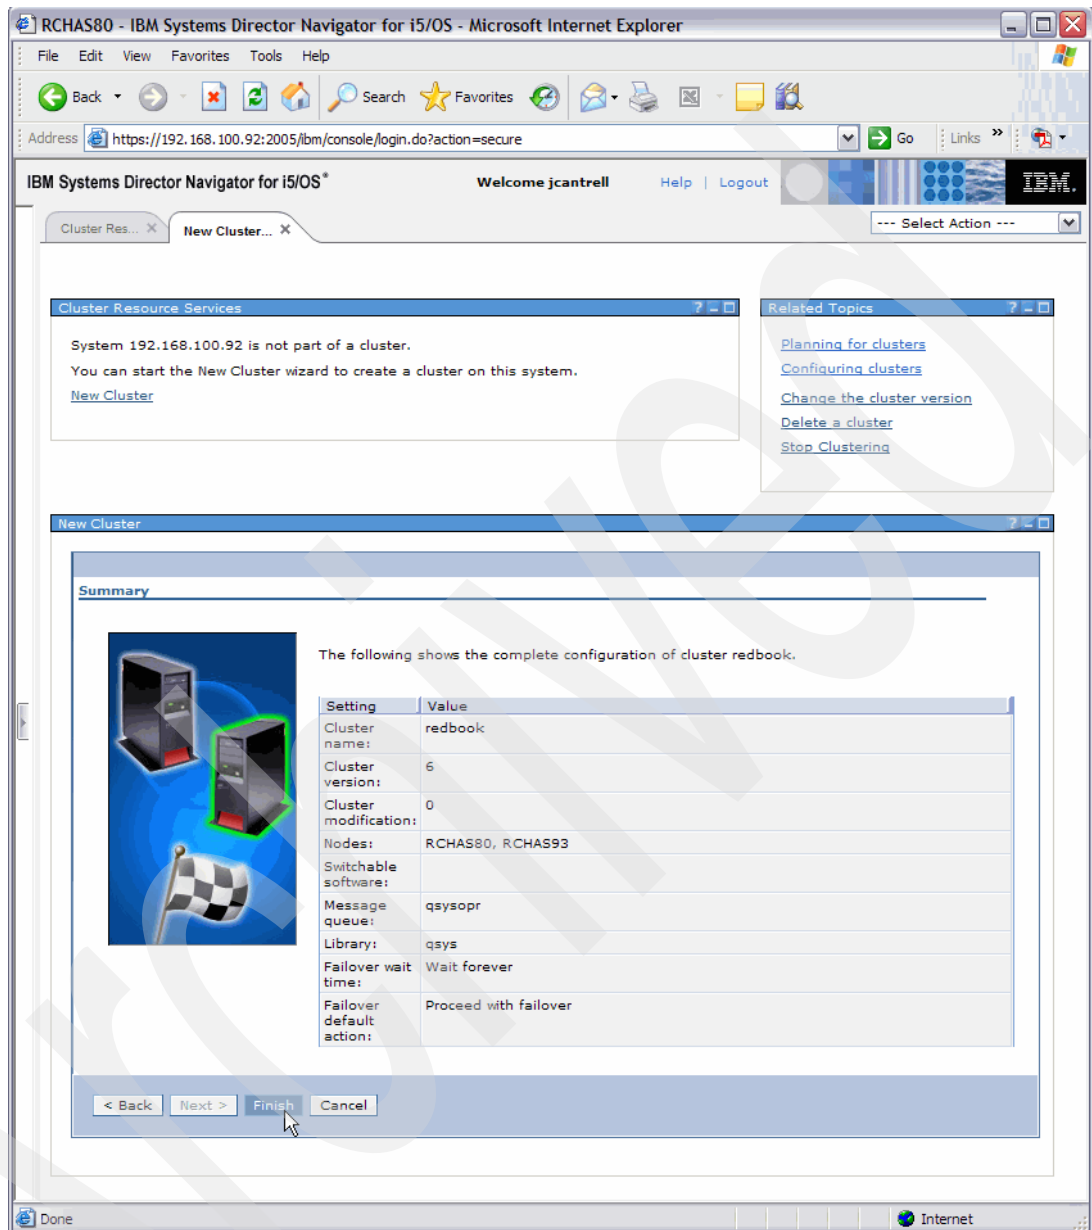 RCHAS80 - IBM Systems Director Navigator for i5/OS - Microsoft Internet Explorer
File Edit View Favorites Tools Help
Back Search Favorites
Address https://192.168.100.92:2005/ibm/console/login.do?action=secure Go Links »
IBM Systems Director Navigator for i5/OS® Welcome jcantrell Help | Logout IBM.
Cluster Res... X New Cluster... X --- Select Action ---
Cluster Resource Services
System 192.168.100.92 is not part of a cluster.
You can start the New Cluster wizard to create a cluster on this system.
New Cluster
Related Topics
Planning for clusters
Configuring clusters
Change the cluster version
Delete a cluster
Stop Clustering
New Cluster
Summary
The following shows the complete configuration of cluster redbook.
Setting Value
Cluster name: redbook
Cluster version: 6
Cluster modification: 0
Nodes: RCHAS80, RCHAS93
Switchable software:
Message queue: qsysopr
Library: qsys
Failover wait time: Wait forever
Failover default action: Proceed with failover
< Back Next > Finish Cancel
Done Internet